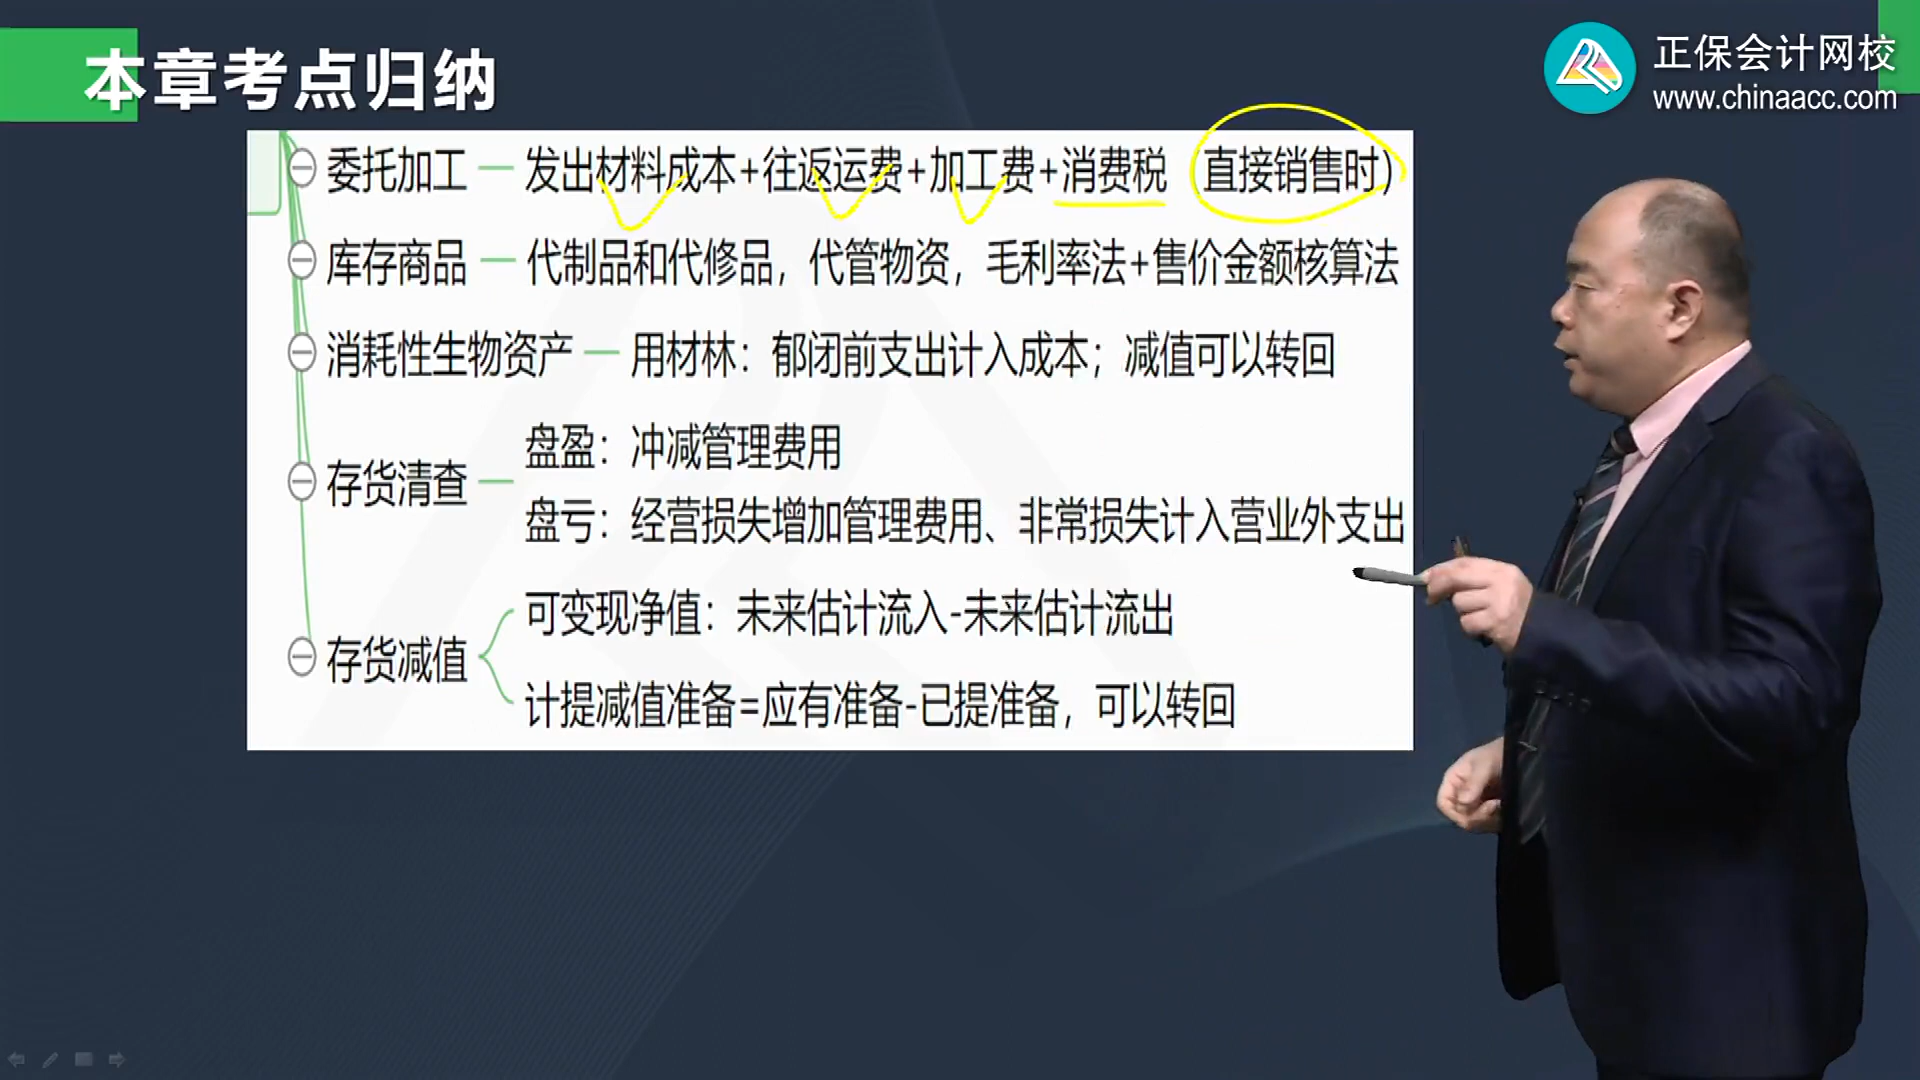 本章考点归纳
正保会计网校
www.chinaacc.com
委托加工 — 发出材料成本+往返运费+加工费+消费税（直接销售时）
库存商品 — 代制品和代修品，代管物资，毛利率法+售价金额核算法
消耗性生物资产 — 用材林：郁闭前支出计入成本；减值可以转回
存货清查
盘盈：冲减管理费用
盘亏：经营损失增加管理费用、非常损失计入营业外支出
存货减值
可变现净值：未来估计流入-未来估计流出
计提减值准备=应有准备-已提准备，可以转回